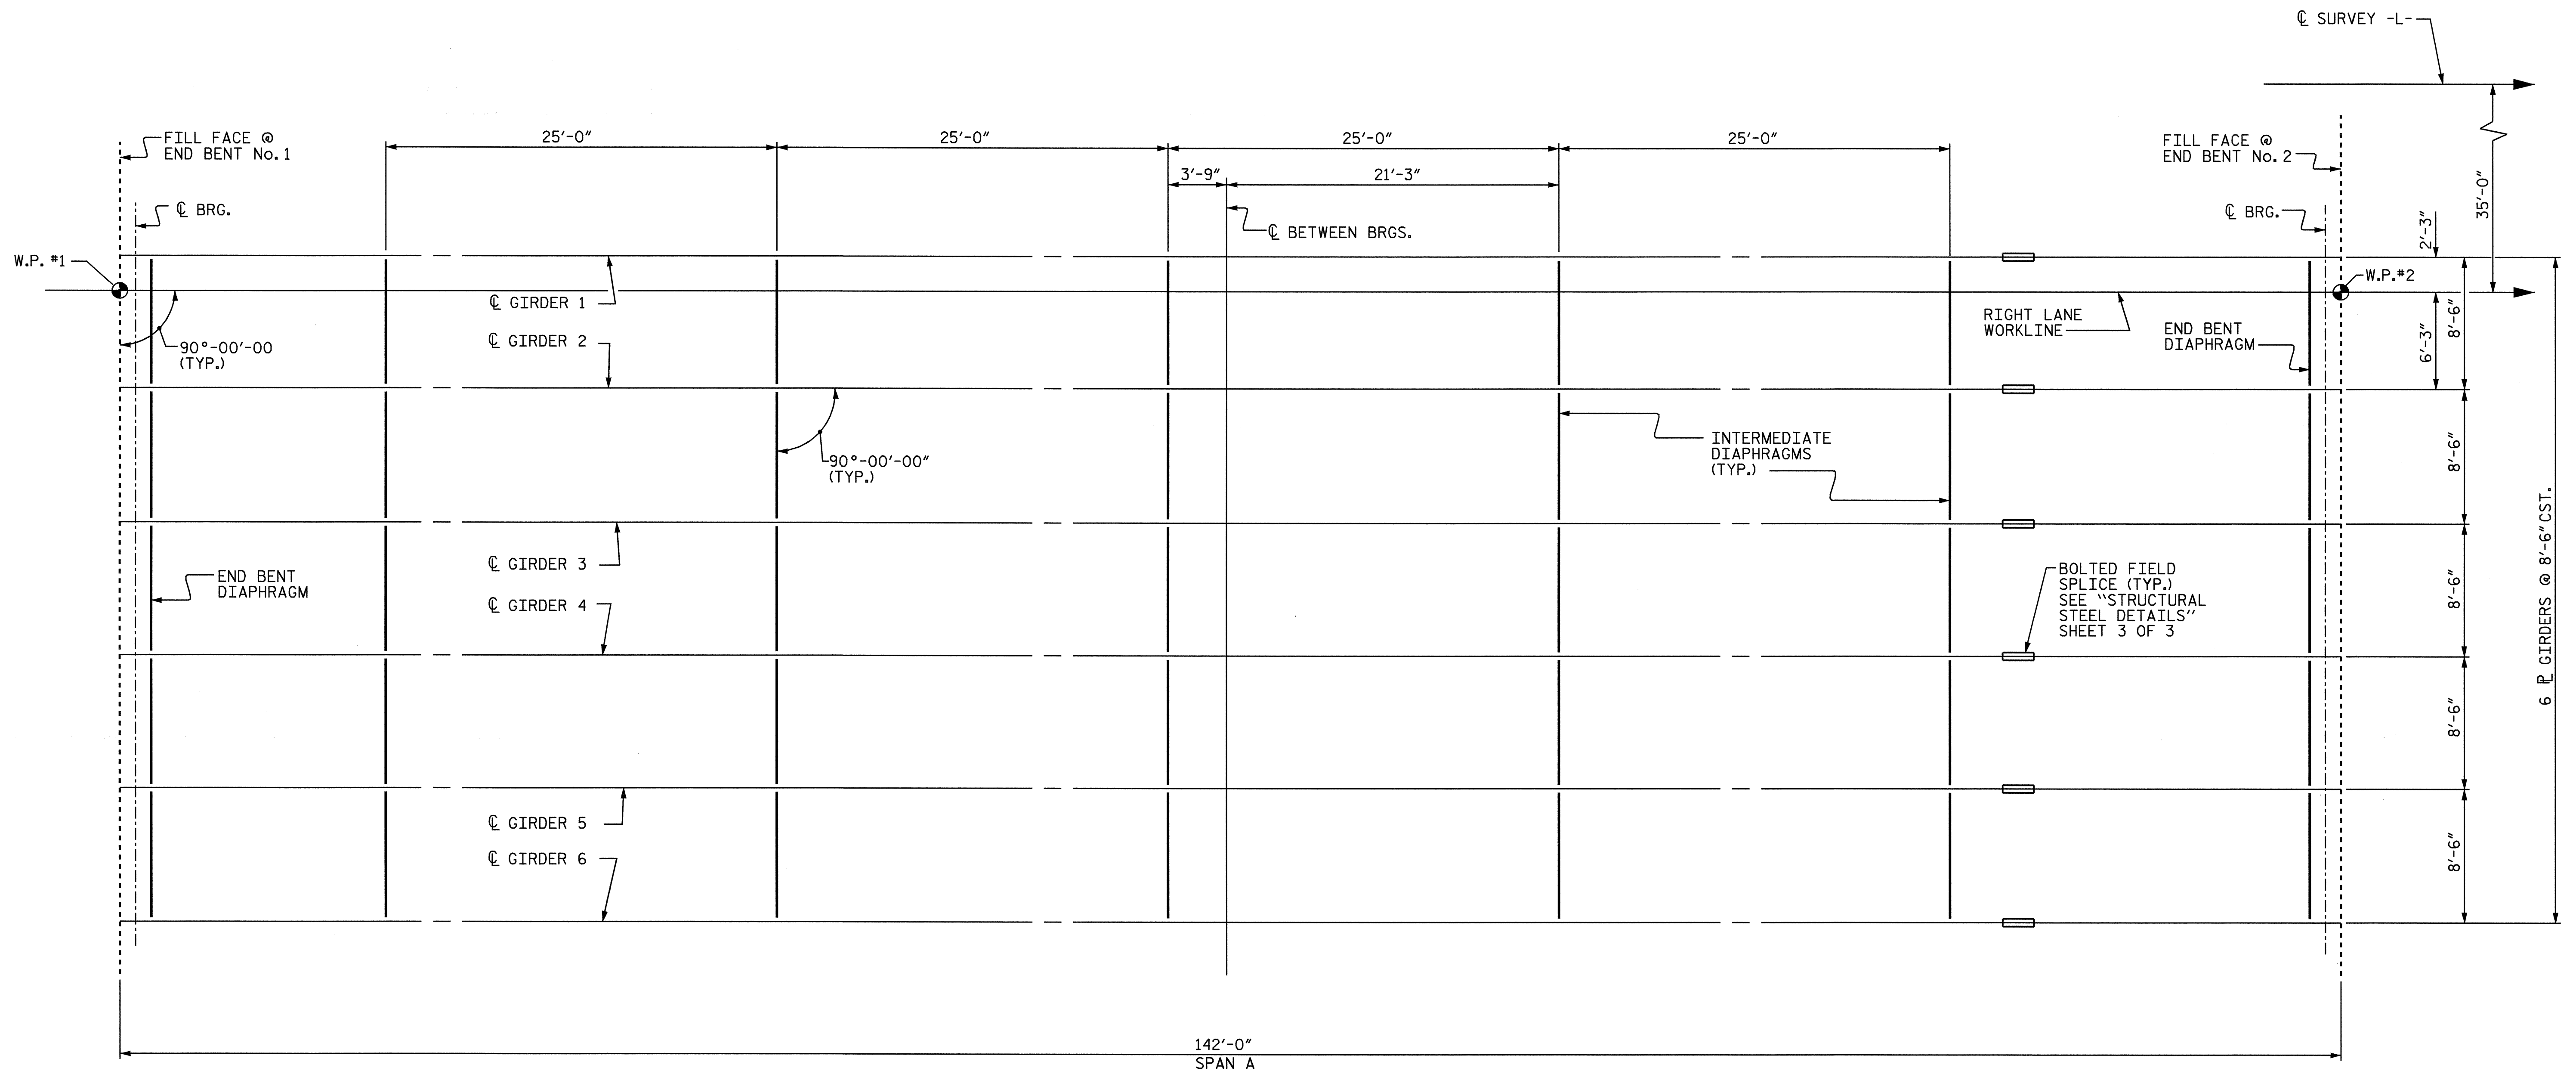 ℄ SURVEY -L-
FILL FACE @
END BENT No. 1
25'-0"
25'-0"
25'-0"
25'-0"
FILL FACE @
END BENT No. 2
3'-9"
21'-3"
35'-0"
℄ BRG.
℄ BETWEEN BRGS.
℄ BRG.
2'-3"
W.P. #1
W.P.#2
℄ GIRDER 1
RIGHT LANE
WORKLINE
END BENT
DIAPHRAGM
6'-3"
8'-6"
90°-00'-00
(TYP.)
℄ GIRDER 2
90°-00'-00"
(TYP.)
INTERMEDIATE
DIAPHRAGMS
(TYP.)
8'-6"
6 ⅊ GIRDERS @ 8'-6" CST.
℄ GIRDER 3
END BENT
DIAPHRAGM
℄ GIRDER 4
BOLTED FIELD
SPLICE (TYP.)
SEE "STRUCTURAL
STEEL DETAILS"
SHEET 3 OF 3
8'-6"
8'-6"
℄ GIRDER 5
℄ GIRDER 6
8'-6"
142'-0"
SPAN A